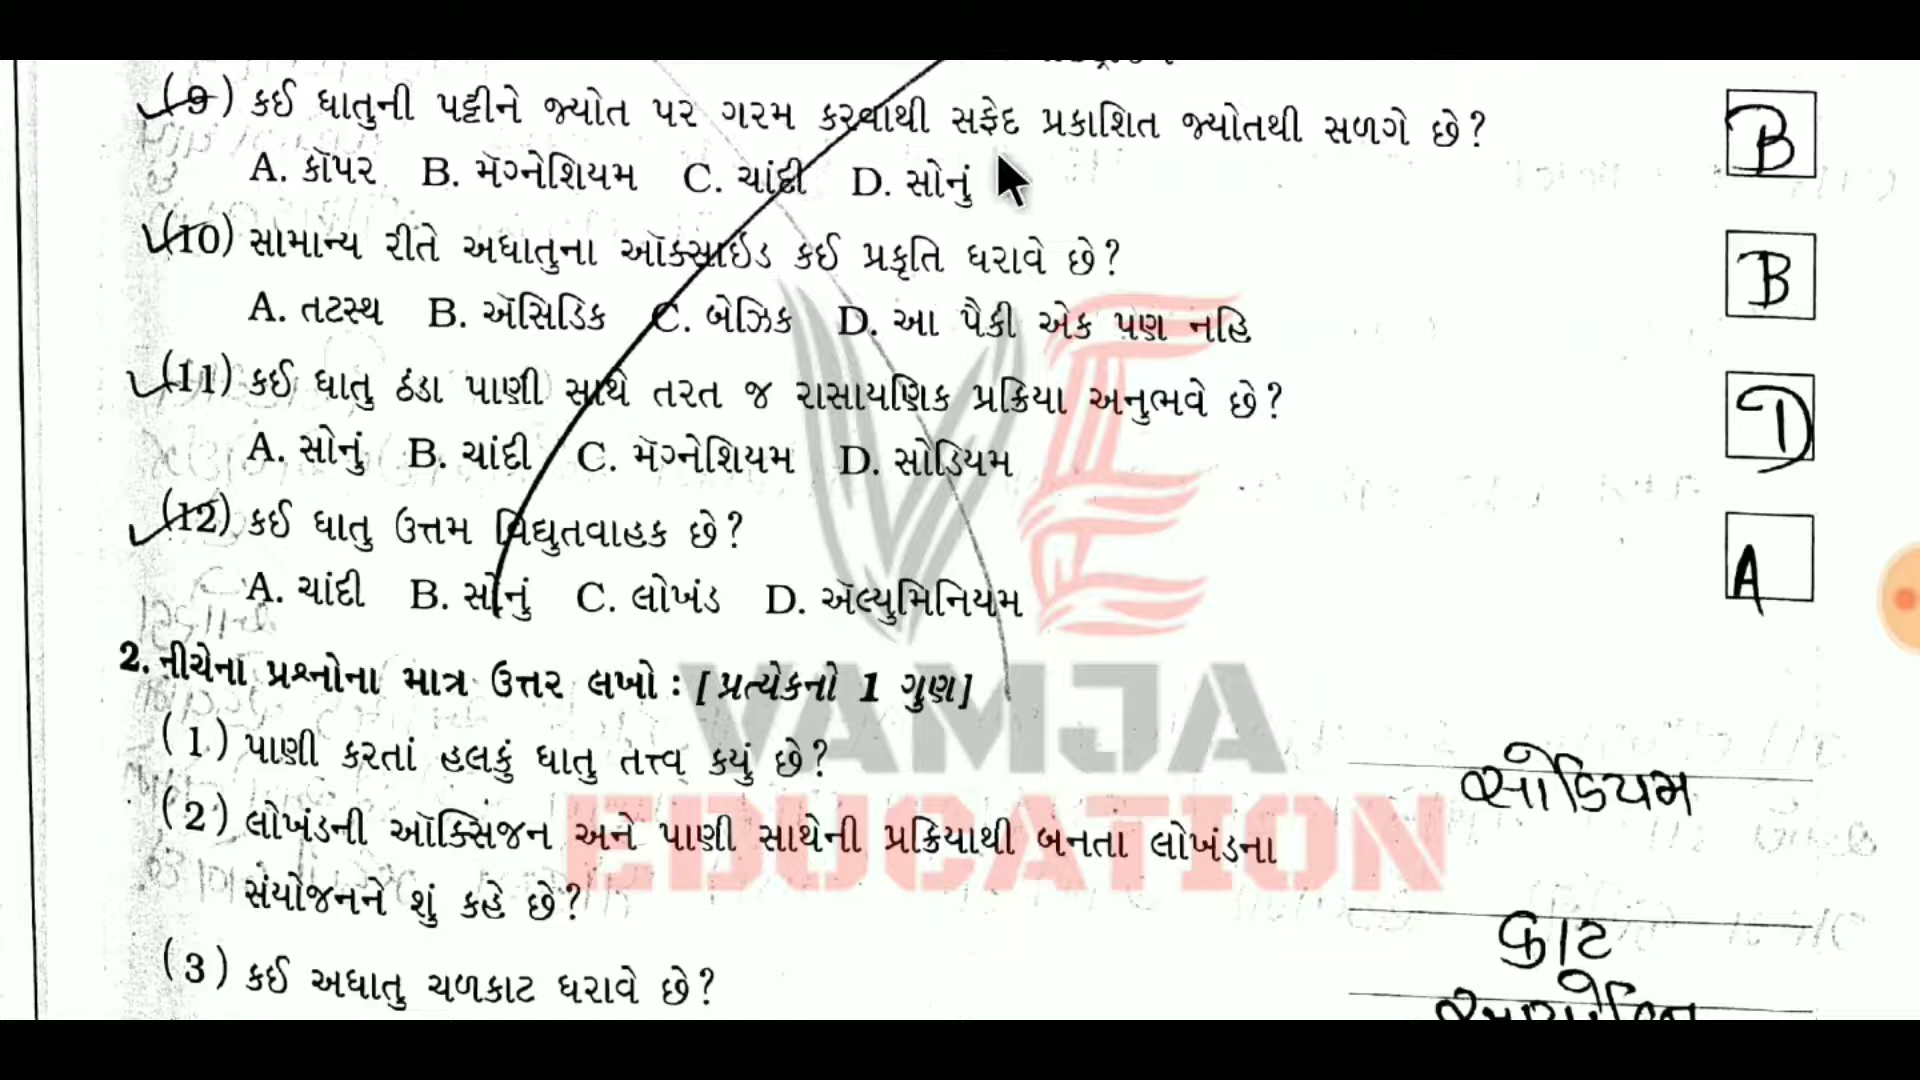 (9) કઈ ધાતુની પટ્ટીને જ્યોત પર ગરમ કરવાથી સફેદ પ્રકાશિત જ્યોતથી સળગે છે? B
A. કૉપર B. મૅગ્નેશિયમ C. ચાંદી D. સોનું
(10) સામાન્ય રીતે અધાતુના ઑક્સાઈડ કઈ પ્રકૃતિ ધરાવે છે? B
A. તટસ્થ B. ઍસિડિક C. બેઝિક D. આ પૈકી એક પણ નહિ
(11) કઈ ધાતુ ઠંડા પાણી સાથે તરત જ રાસાયણિક પ્રક્રિયા અનુભવે છે? D
A. સોનું B. ચાંદી C. મૅગ્નેશિયમ D. સોડિયમ
(12) કઈ ધાતુ ઉત્તમ વિદ્યુતવાહક છે? A
A. ચાંદી B. સોનું C. લોખંડ D. ઍલ્યુમિનિયમ
2. નીચેના પ્રશ્નોના માત્ર ઉત્તર લખો : [પ્રત્યેકનો 1 ગુણ]
(1) પાણી કરતાં હલકું ધાતુ તત્ત્વ કયું છે? સોડિયમ
(2) લોખંડની ઑક્સિજન અને પાણી સાથેની પ્રક્રિયાથી બનતા લોખંડના
સંયોજનને શું કહે છે? કાટ
(3) કઈ અધાતુ ચળકાટ ધરાવે છે?
VE
VAMJA
EDUCATION